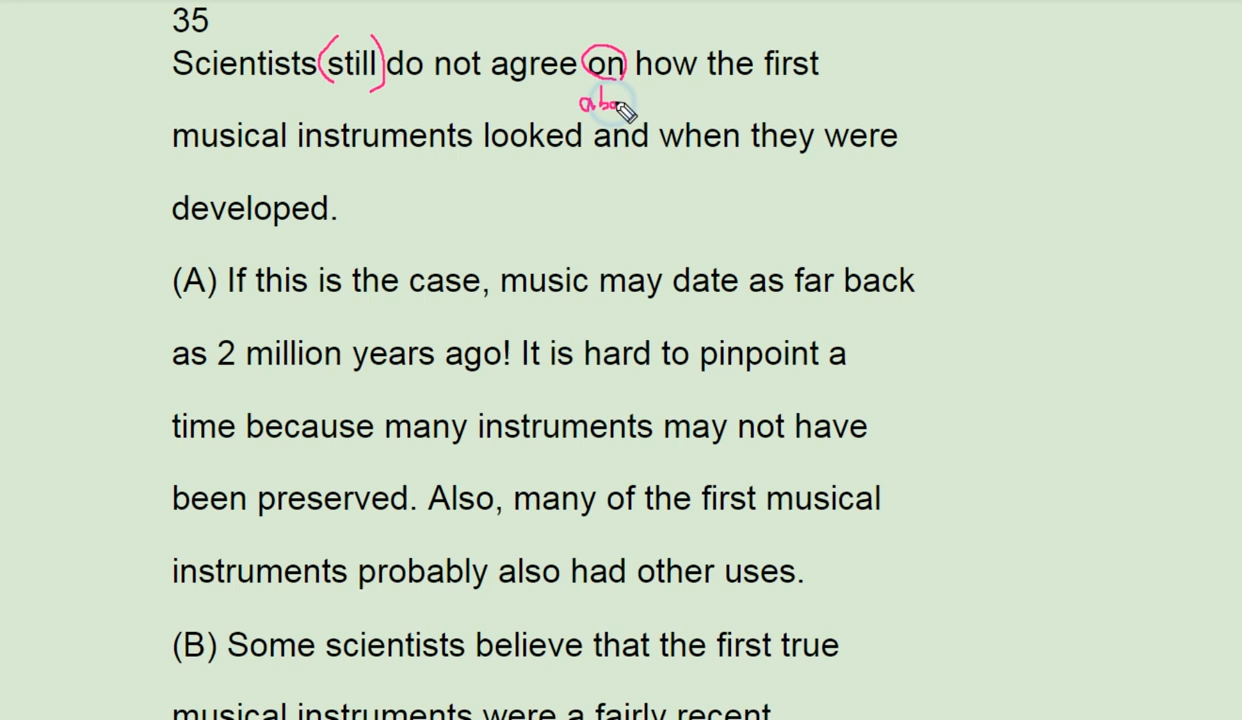 35
Scientists (still) do not agree on how the first
abo
musical instruments looked and when they were
developed.
(A) If this is the case, music may date as far back
as 2 million years ago! It is hard to pinpoint a
time because many instruments may not have
been preserved. Also, many of the first musical
instruments probably also had other uses.
(B) Some scientists believe that the first true
musical instruments were a fairly recent